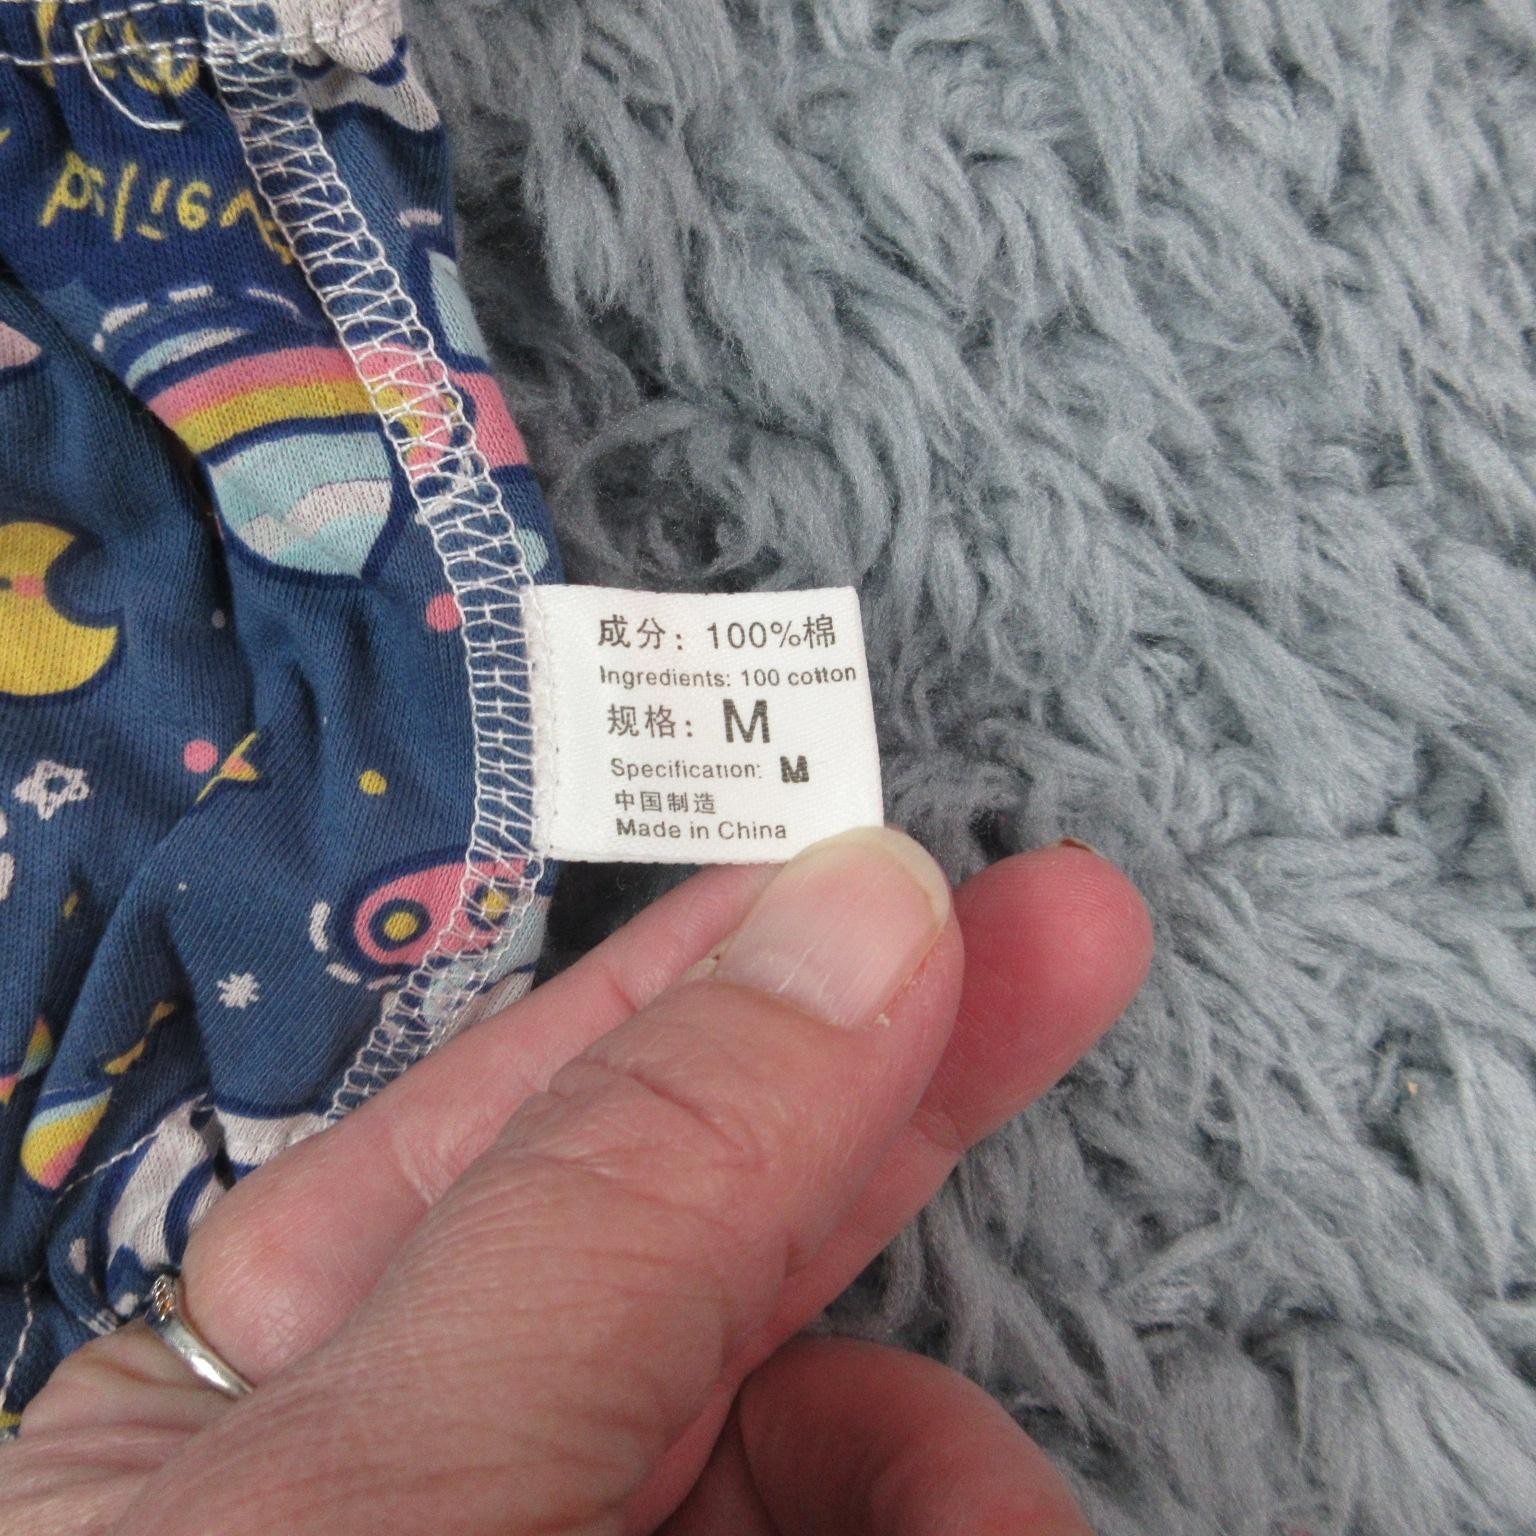 成分：100%棉
Ingredients: 100 cotton
规格：M
Specification: M
中国制造
Made in China